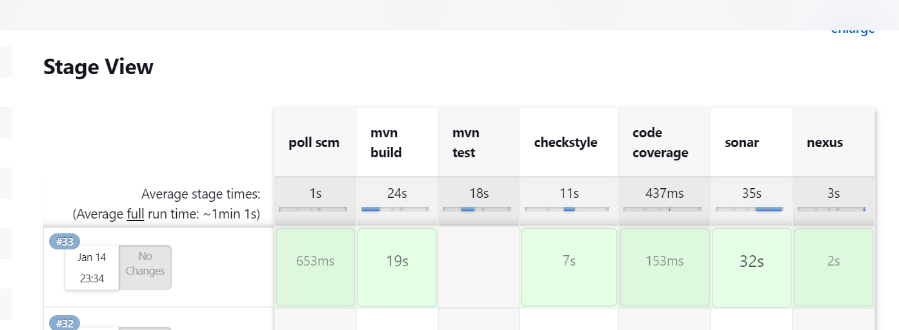 enlarge
Stage View
poll scm
mvn build
mvn test
checkstyle
code coverage
sonar
nexus
Average stage times:
(Average full run time: ~1min 1s)
1s
24s
18s
11s
437ms
35s
3s
#33
Jan 14
23:34
No
Changes
653ms
19s
7s
153ms
32s
2s
#32